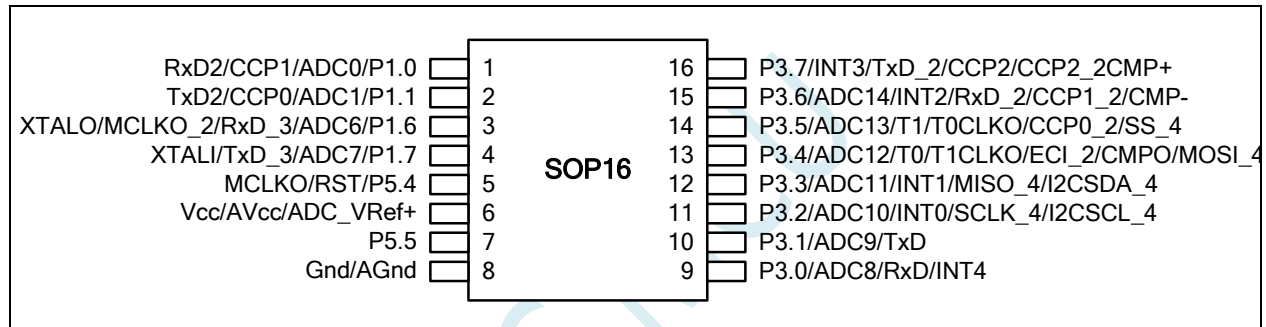 RxD2/CCP1/ADC0/P1.0 1 16 P3.7/INT3/TxD_2/CCP2/CCP2_2CMP+
TxD2/CCP0/ADC1/P1.1 2 15 P3.6/ADC14/INT2/RxD_2/CCP1_2/CMP-
XTALO/MCLKO_2/RxD_3/ADC6/P1.6 3 14 P3.5/ADC13/T1/T0CLKO/CCP0_2/SS_4
XTALI/TxD_3/ADC7/P1.7 4 13 P3.4/ADC12/T0/T1CLKO/ECI_2/CMPO/MOSI_4
SOP16
MCLKO/RST/P5.4 5 12 P3.3/ADC11/INT1/MISO_4/I2CSDA_4
Vcc/AVcc/ADC_VRef+ 6 11 P3.2/ADC10/INT0/SCLK_4/I2CSCL_4
P5.5 7 10 P3.1/ADC9/TxD
Gnd/AGnd 8 9 P3.0/ADC8/RxD/INT4